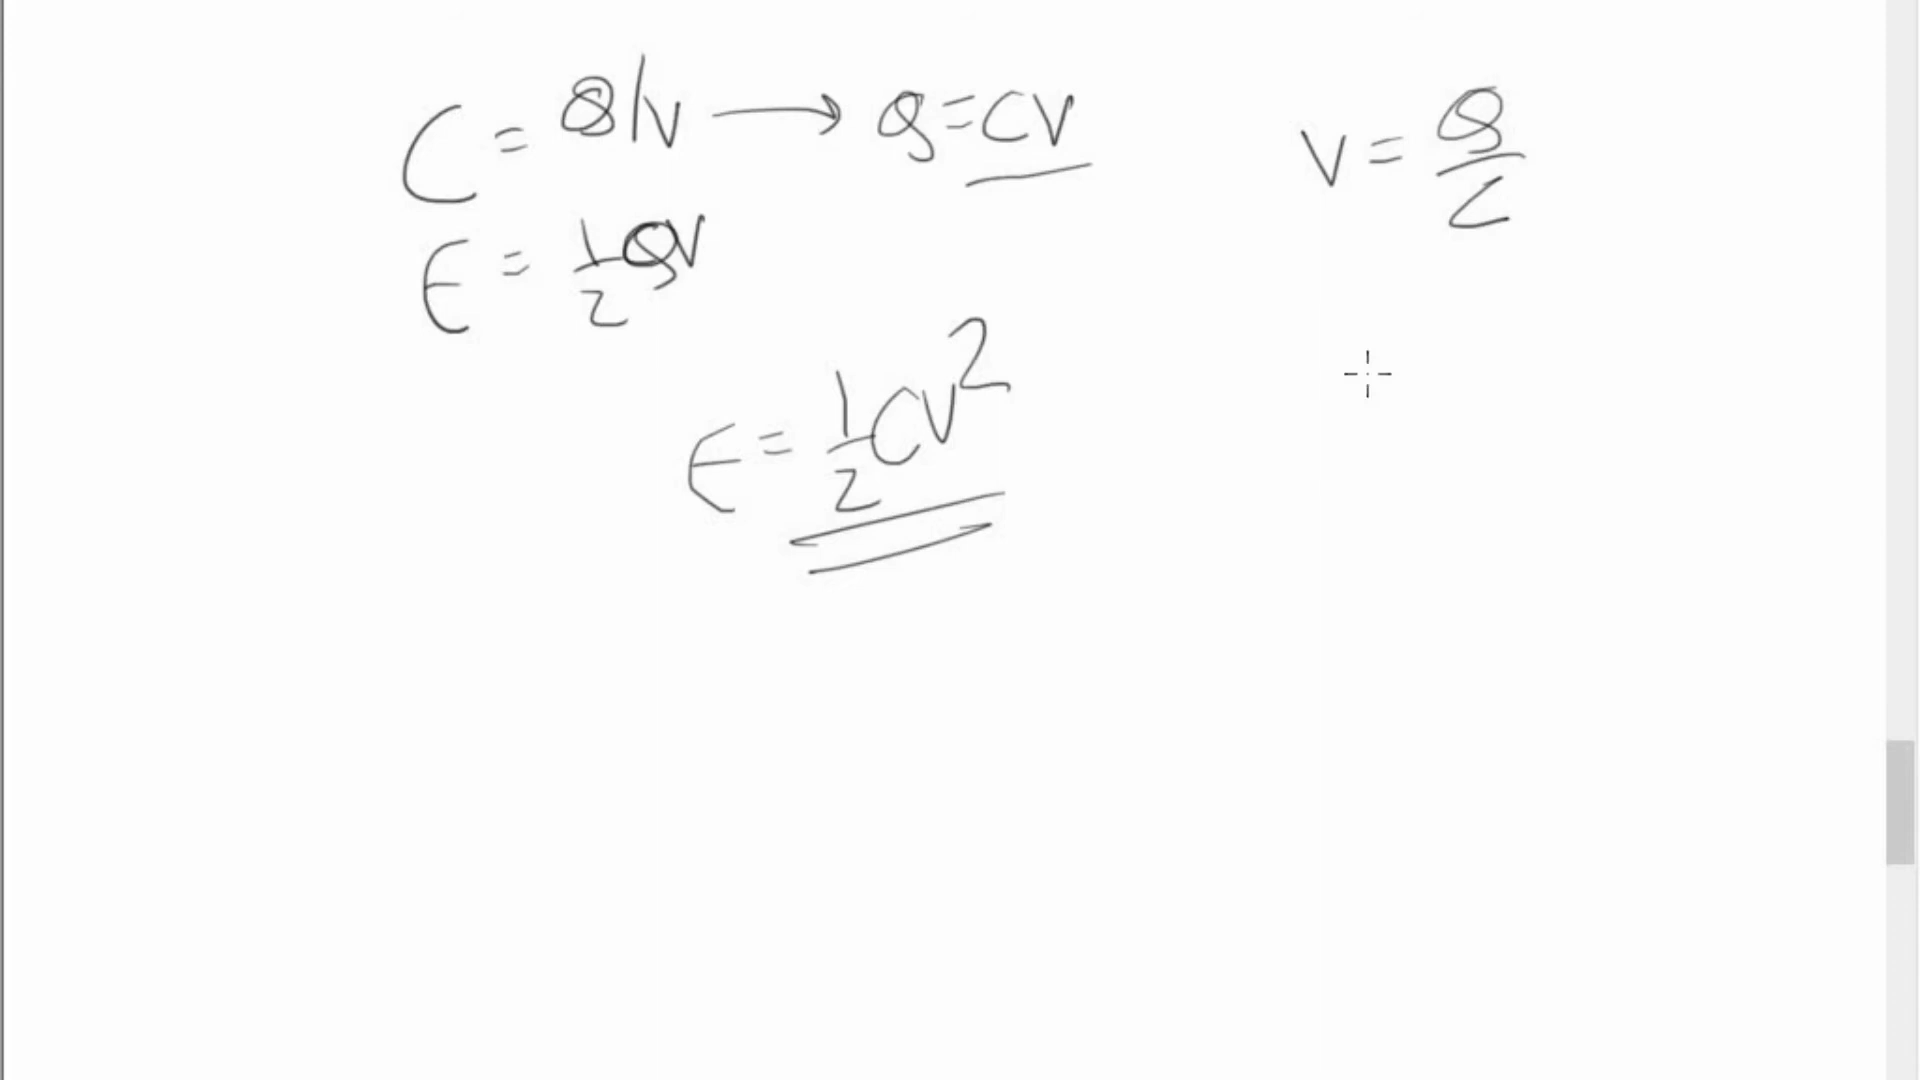 C = Q/V → Q = CV
V = Q/C
E = 1/2 QV
E = 1/2 CV²